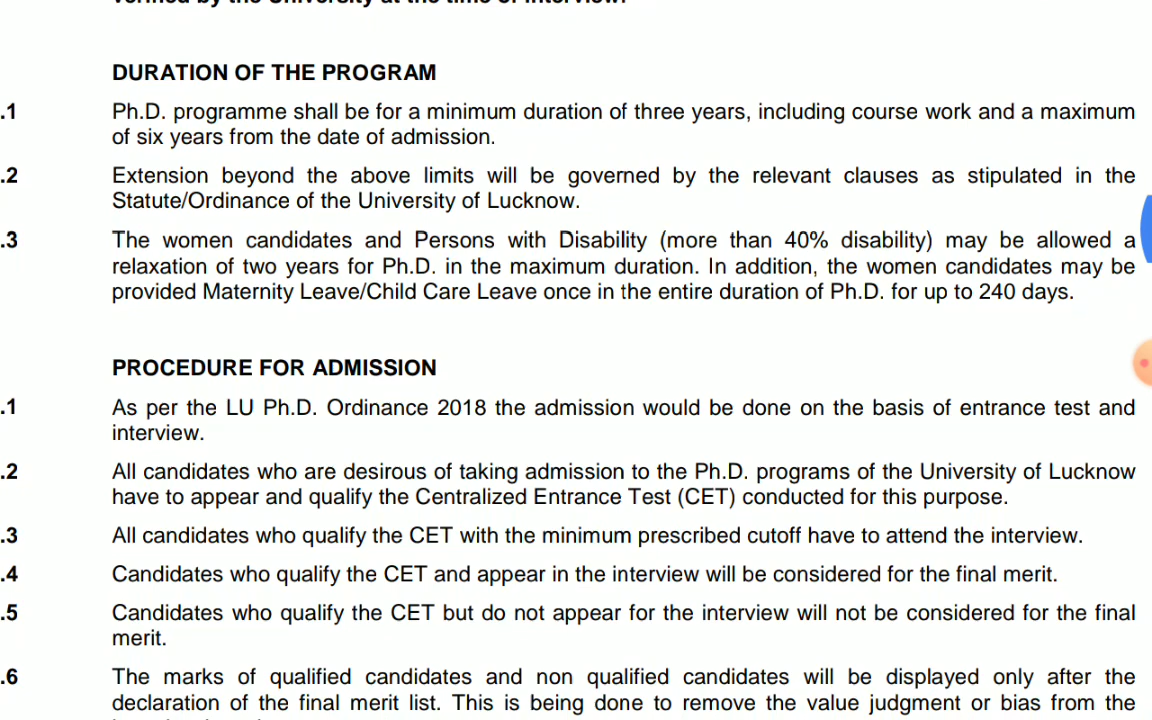 verified by the University at the time of interview.
DURATION OF THE PROGRAM
.1 Ph.D. programme shall be for a minimum duration of three years, including course work and a maximum
of six years from the date of admission.
.2 Extension beyond the above limits will be governed by the relevant clauses as stipulated in the
Statute/Ordinance of the University of Lucknow.
.3 The women candidates and Persons with Disability (more than 40% disability) may be allowed a
relaxation of two years for Ph.D. in the maximum duration. In addition, the women candidates may be
provided Maternity Leave/Child Care Leave once in the entire duration of Ph.D. for up to 240 days.
PROCEDURE FOR ADMISSION
.1 As per the LU Ph.D. Ordinance 2018 the admission would be done on the basis of entrance test and
interview.
.2 All candidates who are desirous of taking admission to the Ph.D. programs of the University of Lucknow
have to appear and qualify the Centralized Entrance Test (CET) conducted for this purpose.
.3 All candidates who qualify the CET with the minimum prescribed cutoff have to attend the interview.
.4 Candidates who qualify the CET and appear in the interview will be considered for the final merit.
.5 Candidates who qualify the CET but do not appear for the interview will not be considered for the final
merit.
.6 The marks of qualified candidates and non qualified candidates will be displayed only after the
declaration of the final merit list. This is being done to remove the value judgment or bias from the